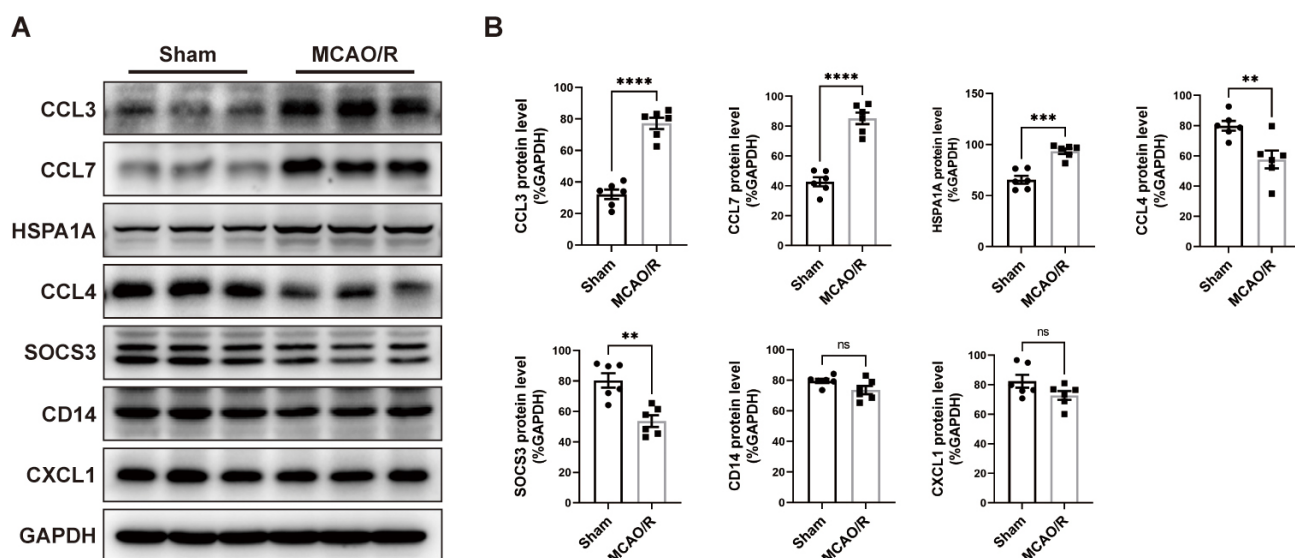 A
Sham MCAO/R
CCL3
CCL7
HSPA1A
CCL4
SOCS3
CD14
CXCL1
GAPDH
B
CCL3 protein level
(%GAPDH)
100
80
60
40
20
0
****
Sham
MCAO/R
CCL7 protein level
(%GAPDH)
100
80
60
40
20
0
****
Sham
MCAO/R
HSPA1A protein level
(%GAPDH)
150
100
50
0
***
Sham
MCAO/R
CCL4 protein level
(%GAPDH)
100
80
60
40
20
0
**
Sham
MCAO/R
SOCS3 protein level
(%GAPDH)
100
80
60
40
20
0
**
Sham
MCAO/R
CD14 protein level
(%GAPDH)
100
80
60
40
20
0
ns
Sham
MCAO/R
CXCL1 protein level
(%GAPDH)
100
80
60
40
20
0
ns
Sham
MCAO/R